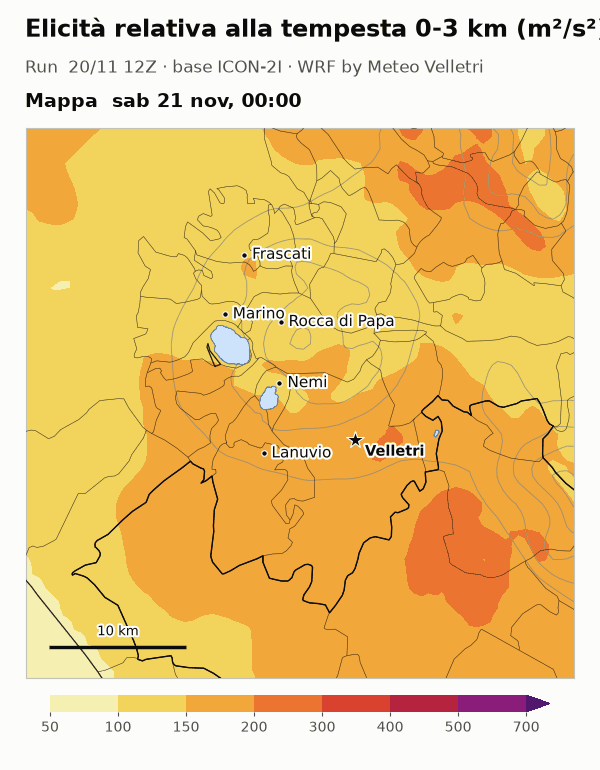 Elicità relativa alla tempesta 0-3 km (m²/s²)
Run  20/11 12Z · base ICON-2I · WRF by Meteo Velletri
Mappa  sab 21 nov, 00:00
Frascati
Marino
Rocca di Papa
Nemi
Velletri
Lanuvio
10 km
50 100 150 200 300 400 500 700